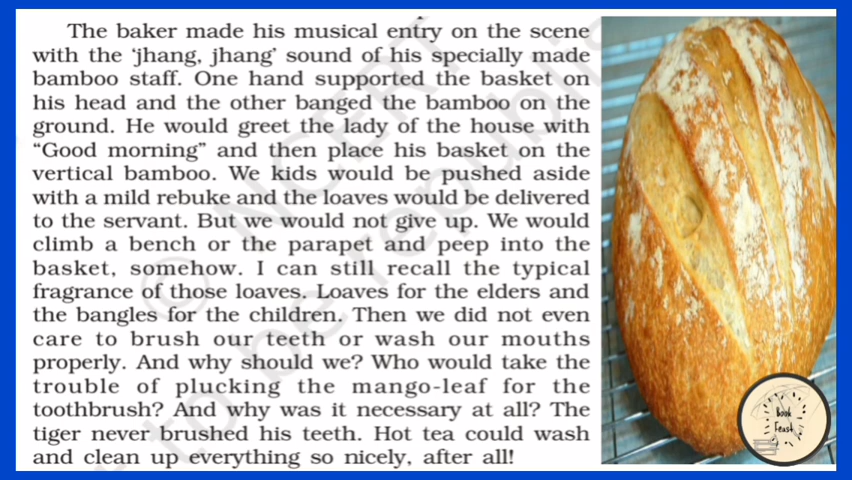 The baker made his musical entry on the scene
with the ‘jhang, jhang’ sound of his specially made
bamboo staff. One hand supported the basket on
his head and the other banged the bamboo on the
ground. He would greet the lady of the house with
“Good morning” and then place his basket on the
vertical bamboo. We kids would be pushed aside
with a mild rebuke and the loaves would be delivered
to the servant. But we would not give up. We would
climb a bench or the parapet and peep into the
basket, somehow. I can still recall the typical
fragrance of those loaves. Loaves for the elders and
the bangles for the children. Then we did not even
care to brush our teeth or wash our mouths
properly. And why should we? Who would take the
trouble of plucking the mango-leaf for the
toothbrush? And why was it necessary at all? The
tiger never brushed his teeth. Hot tea could wash
and clean up everything so nicely, after all!
© NCERT
to be republis
Book
Feast